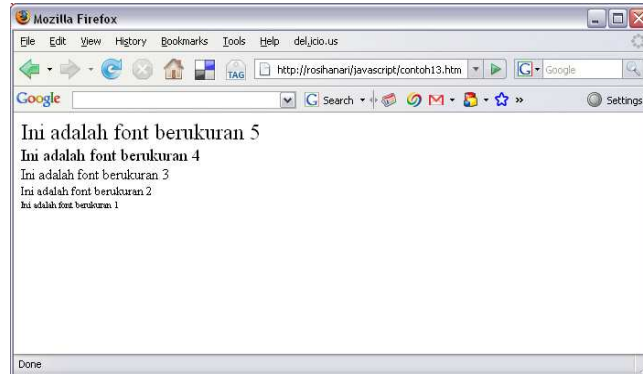 Mozilla Firefox
File Edit View History Bookmarks Tools Help del.icio.us
TAG http://rosihanari/javascript/contoh13.htm G Google
Google G Search Settings
Ini adalah font berukuran 5
Ini adalah font berukuran 4
Ini adalah font berukuran 3
Ini adalah font berukuran 2
Ini adalah font berukuran 1
Done